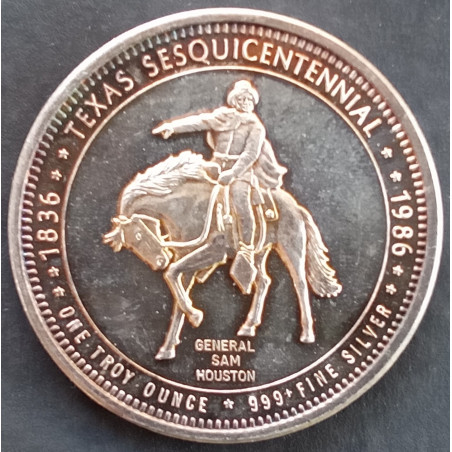 * TEXAS SESQUICENTENNIAL *
* 1836 *
* 1986 *
GENERAL
SAM
HOUSTON
ONE TROY OUNCE * 999+ FINE SILVER